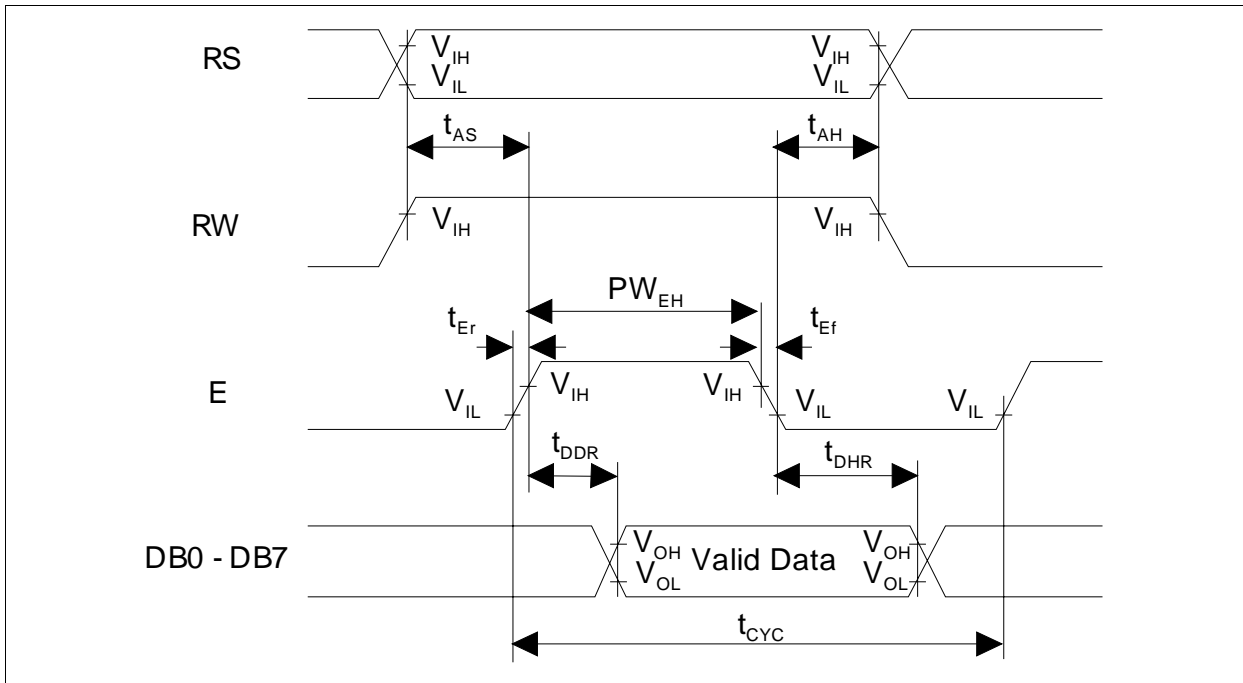 RS
V_IH V_IH
V_IL V_IL
t_AS t_AH
RW
V_IH V_IH
PW_EH
t_Er t_Ef
E
V_IH V_IH
V_IL V_IL V_IL
t_DDR t_DHR
DB0 - DB7
V_OH Valid Data V_OH
V_OL V_OL
t_CYC